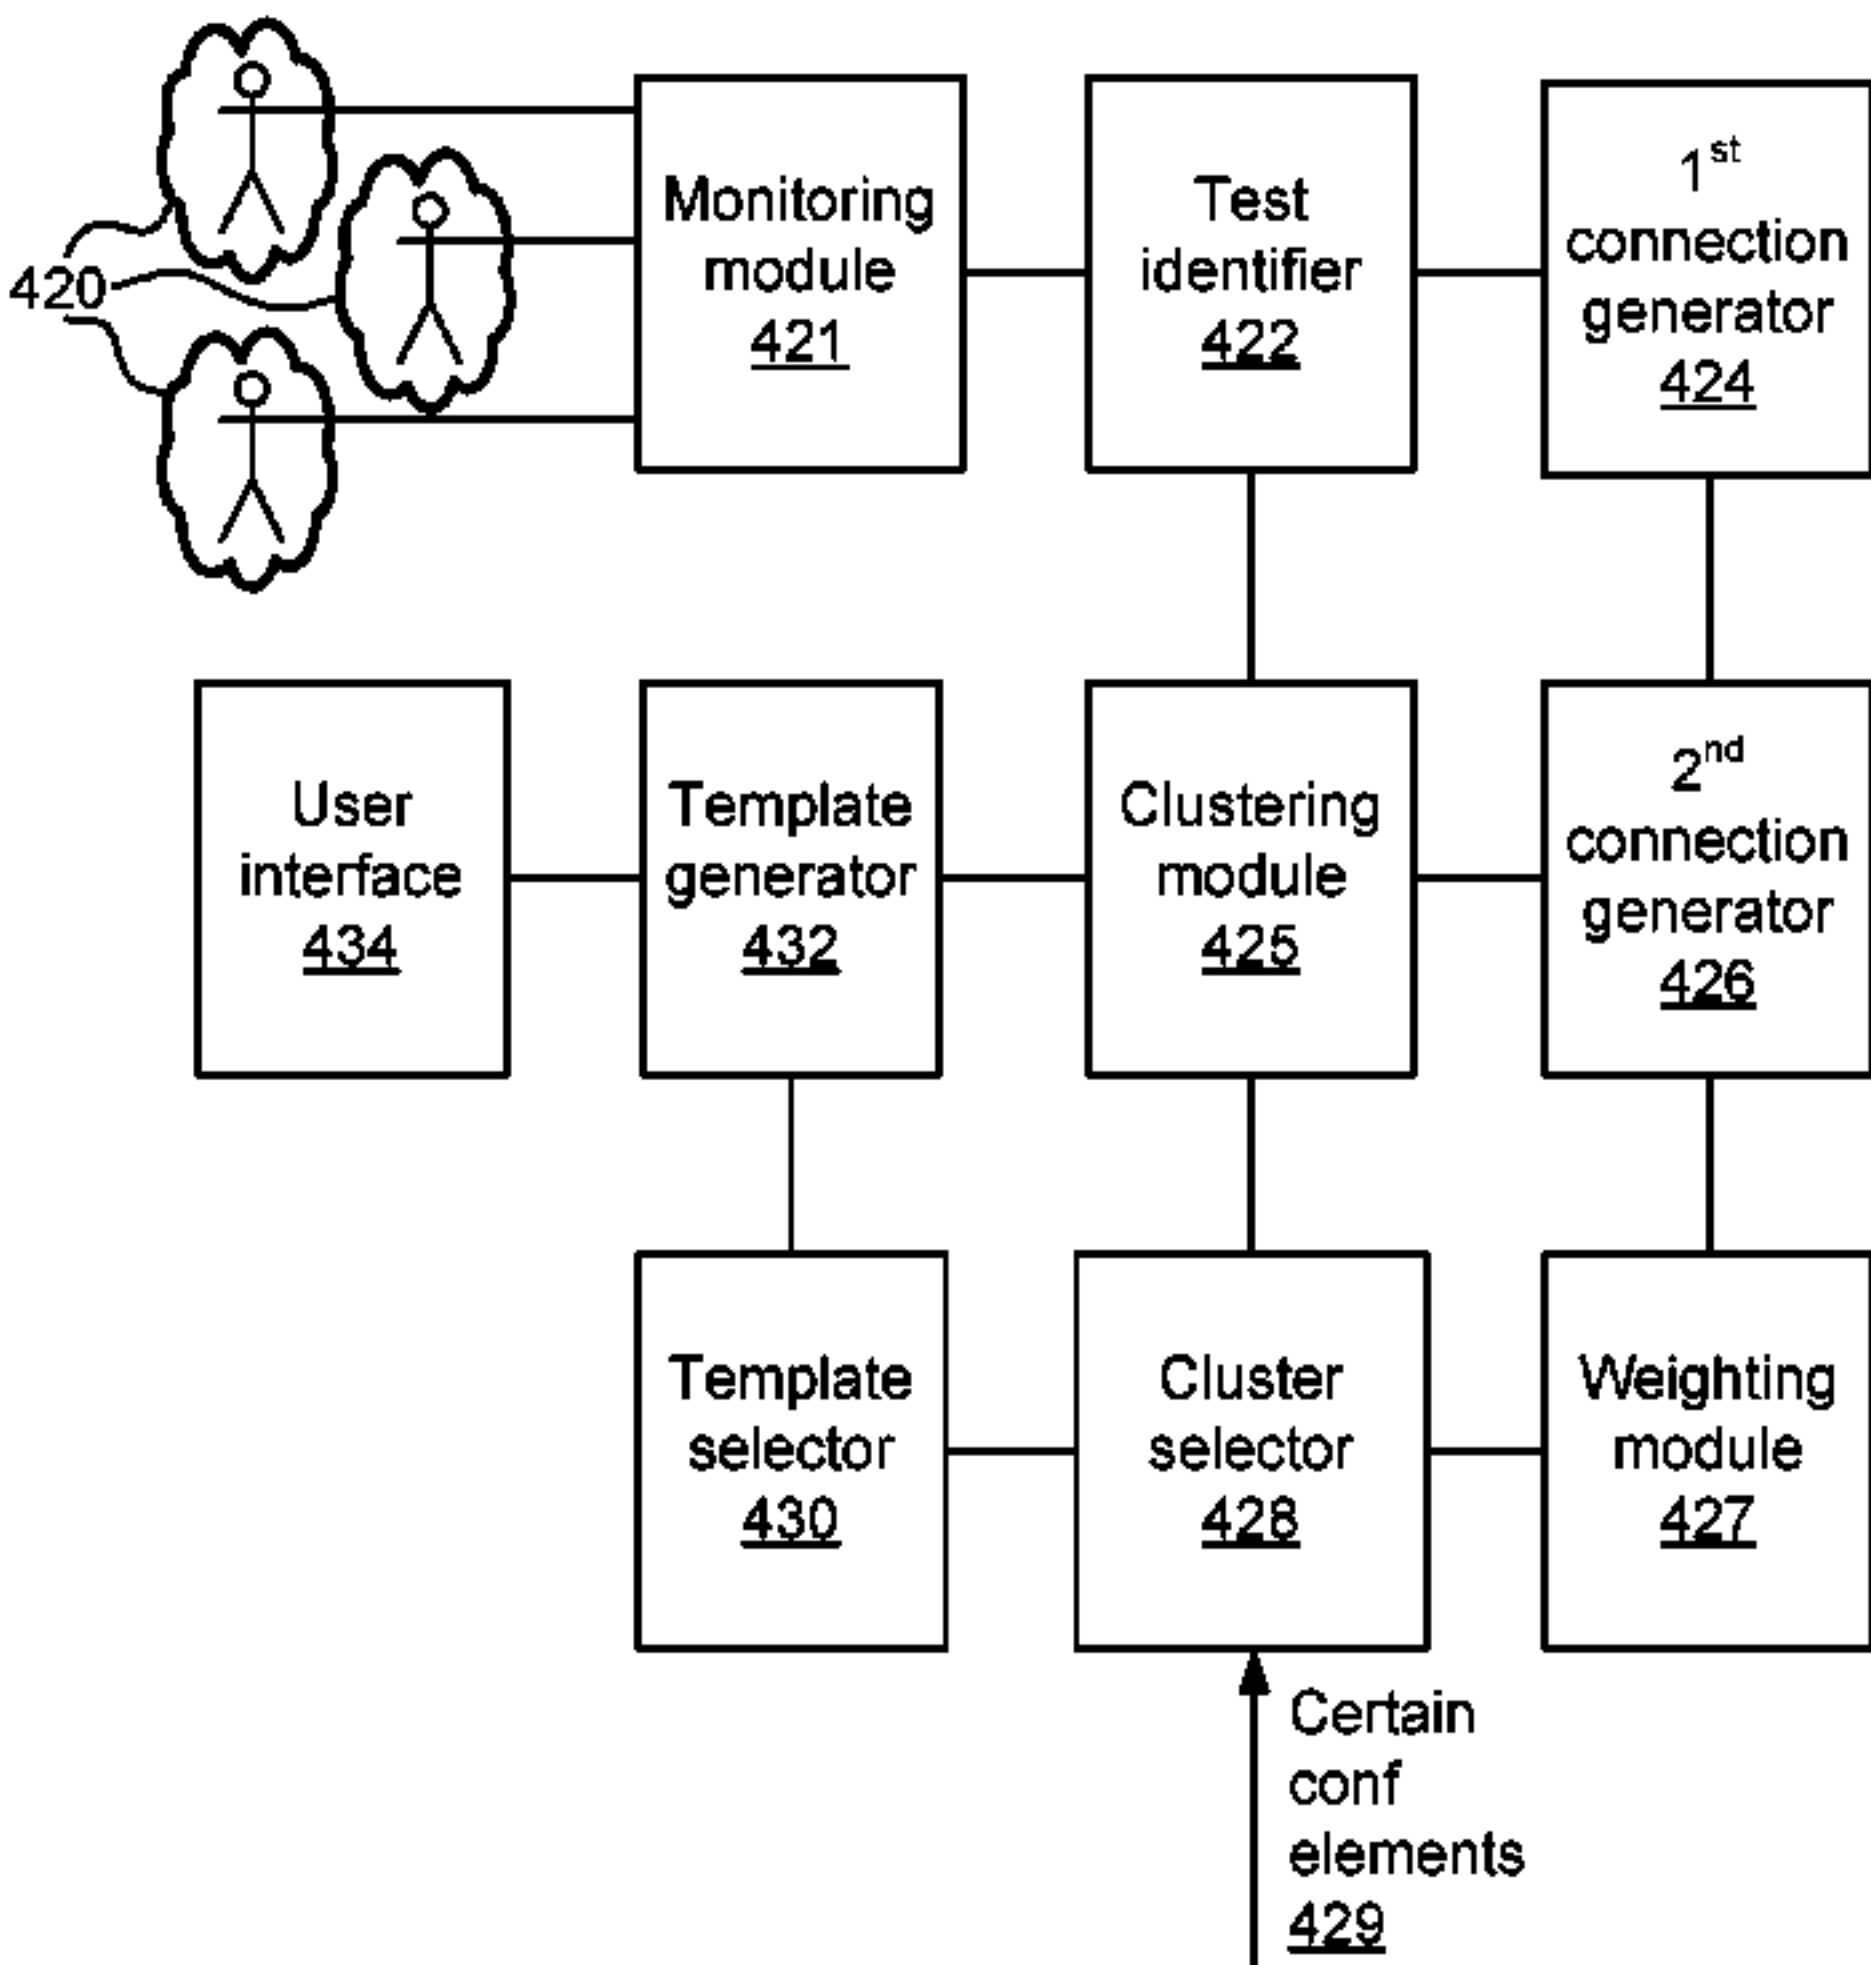 420
Monitoring
module
421
Test
identifier
422
1st
connection
generator
424
User
interface
434
Template
generator
432
Clustering
module
425
2nd
connection
generator
426
Template
selector
430
Cluster
selector
428
Weighting
module
427
Certain
conf
elements
429